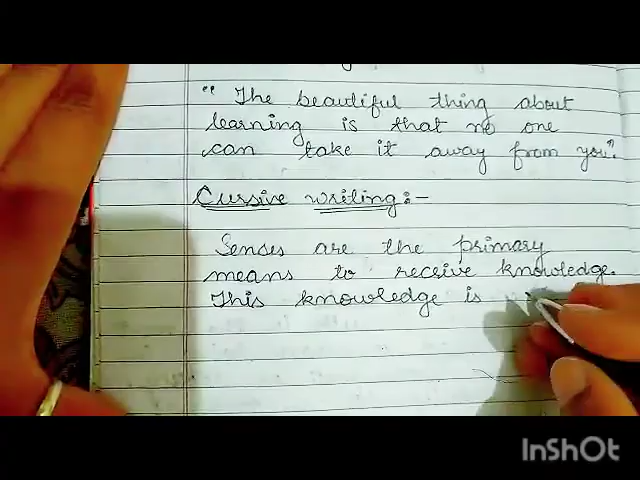 " The beautiful thing about
learning is that no one
can take it away from you".
Cursive writing:-
Senses are the primary
means to receive knowledge.
This knowledge is
InShOt